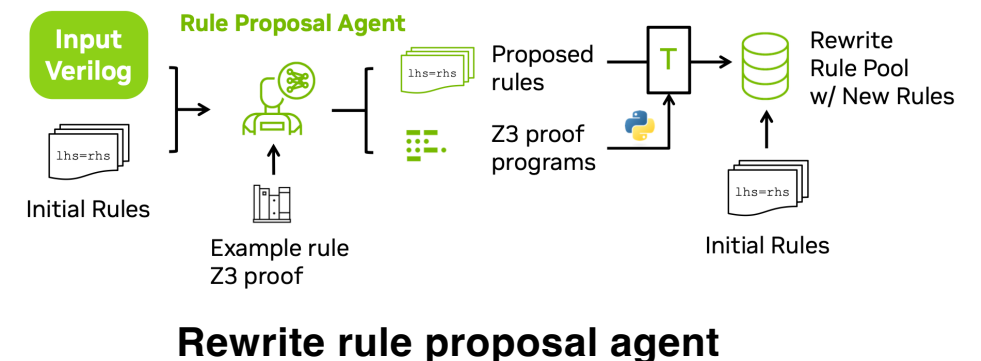 Input
Verilog
Rule Proposal Agent
lhs=rhs
Initial Rules
Example rule
Z3 proof
lhs=rhs
Proposed
rules
Z3 proof
programs
T
Rewrite
Rule Pool
w/ New Rules
lhs=rhs
Initial Rules
Rewrite rule proposal agent